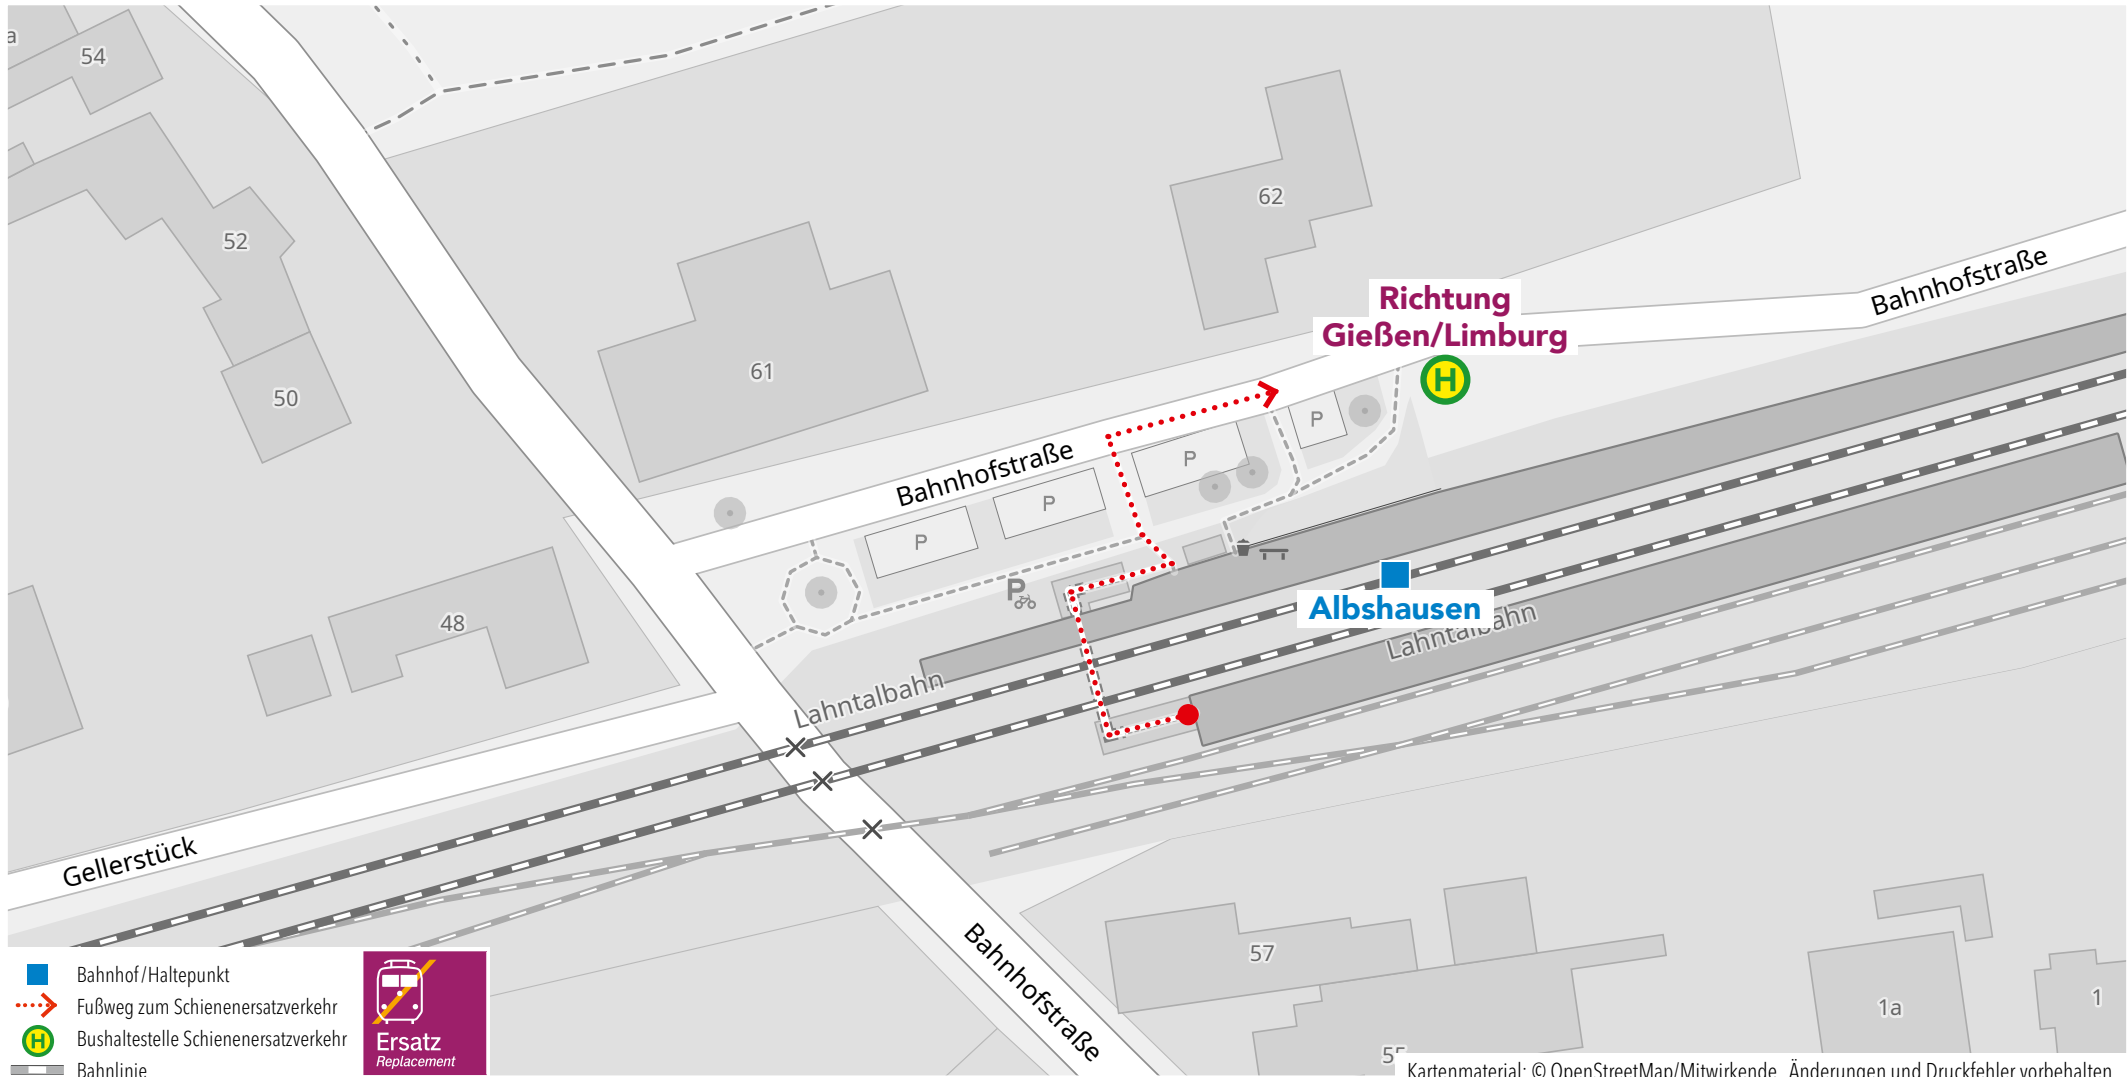 a
54
62
52
Bahnhofstraße
Richtung
Gießen/Limburg
H
61
50
P
Bahnhofstraße
P
P
P
P
Albshausen
48
Lahntalbahn
Lahntalbahn
Gellerstück
Bahnhofstraße
57
1a
1
55
Bahnhof/Haltepunkt
Fußweg zum Schienenersatzverkehr
H Bushaltestelle Schienenersatzverkehr
Bahnlinie
Ersatz
Replacement
Kartenmaterial: © OpenStreetMap/Mitwirkende, Änderungen und Druckfehler vorbehalten